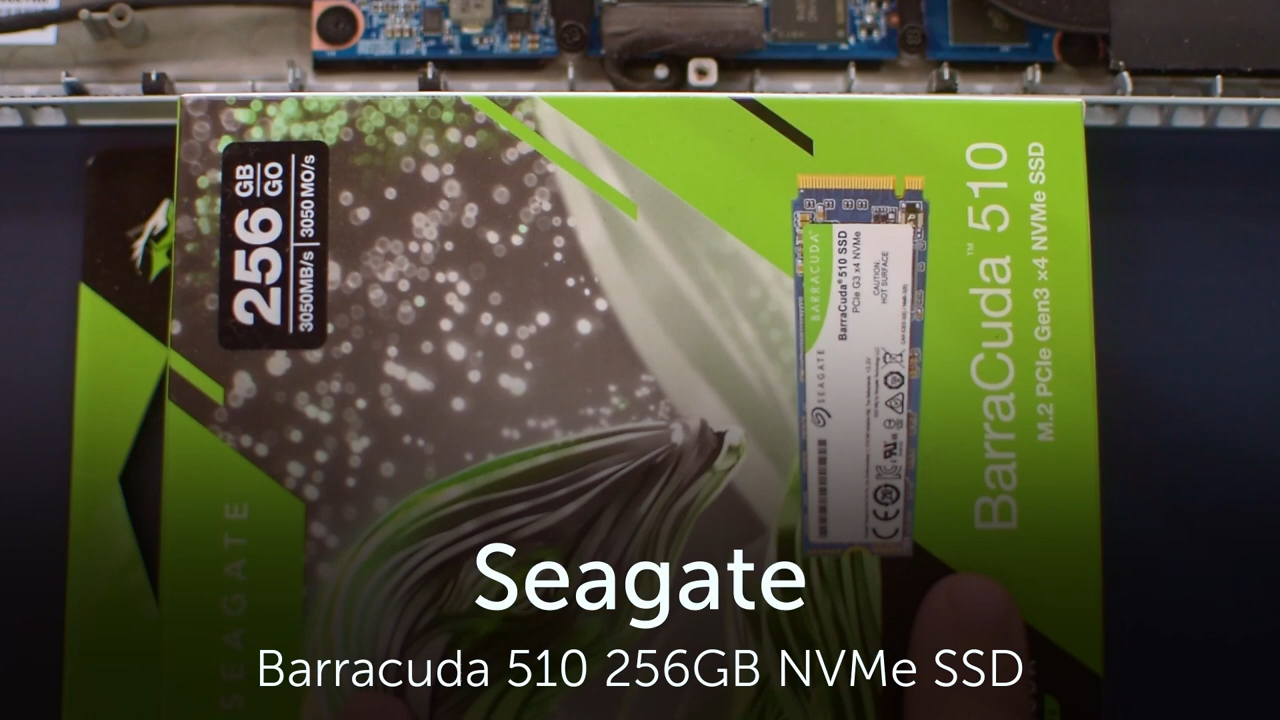 256 GB
GO
3050MB/s | 3050 MO/s
SEAGATE
BARRACUDA
SEAGATE
BarraCuda® 510 SSD
PCIe G3 x4 NVMe
CAUTION:
HOT SURFACE
BarraCuda™ 510
M.2 PCIe Gen3 x4 NVMe SSD
Seagate
Barracuda 510 256GB NVMe SSD